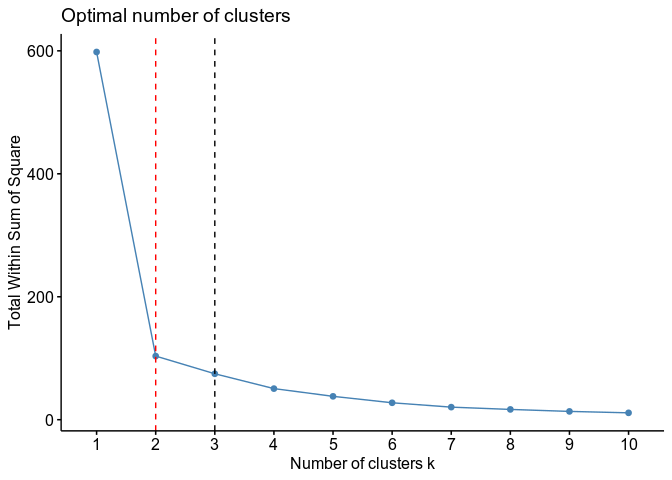 Optimal number of clusters
Total Within Sum of Square
600
400
200
0
1 2 3 4 5 6 7 8 9 10
Number of clusters k